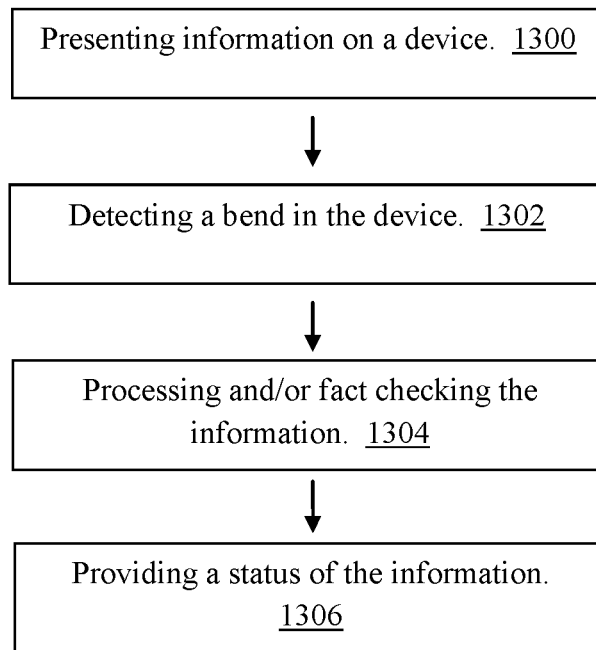 Presenting information on a device. 1300
Detecting a bend in the device. 1302
Processing and/or fact checking the
information. 1304
Providing a status of the information.
1306